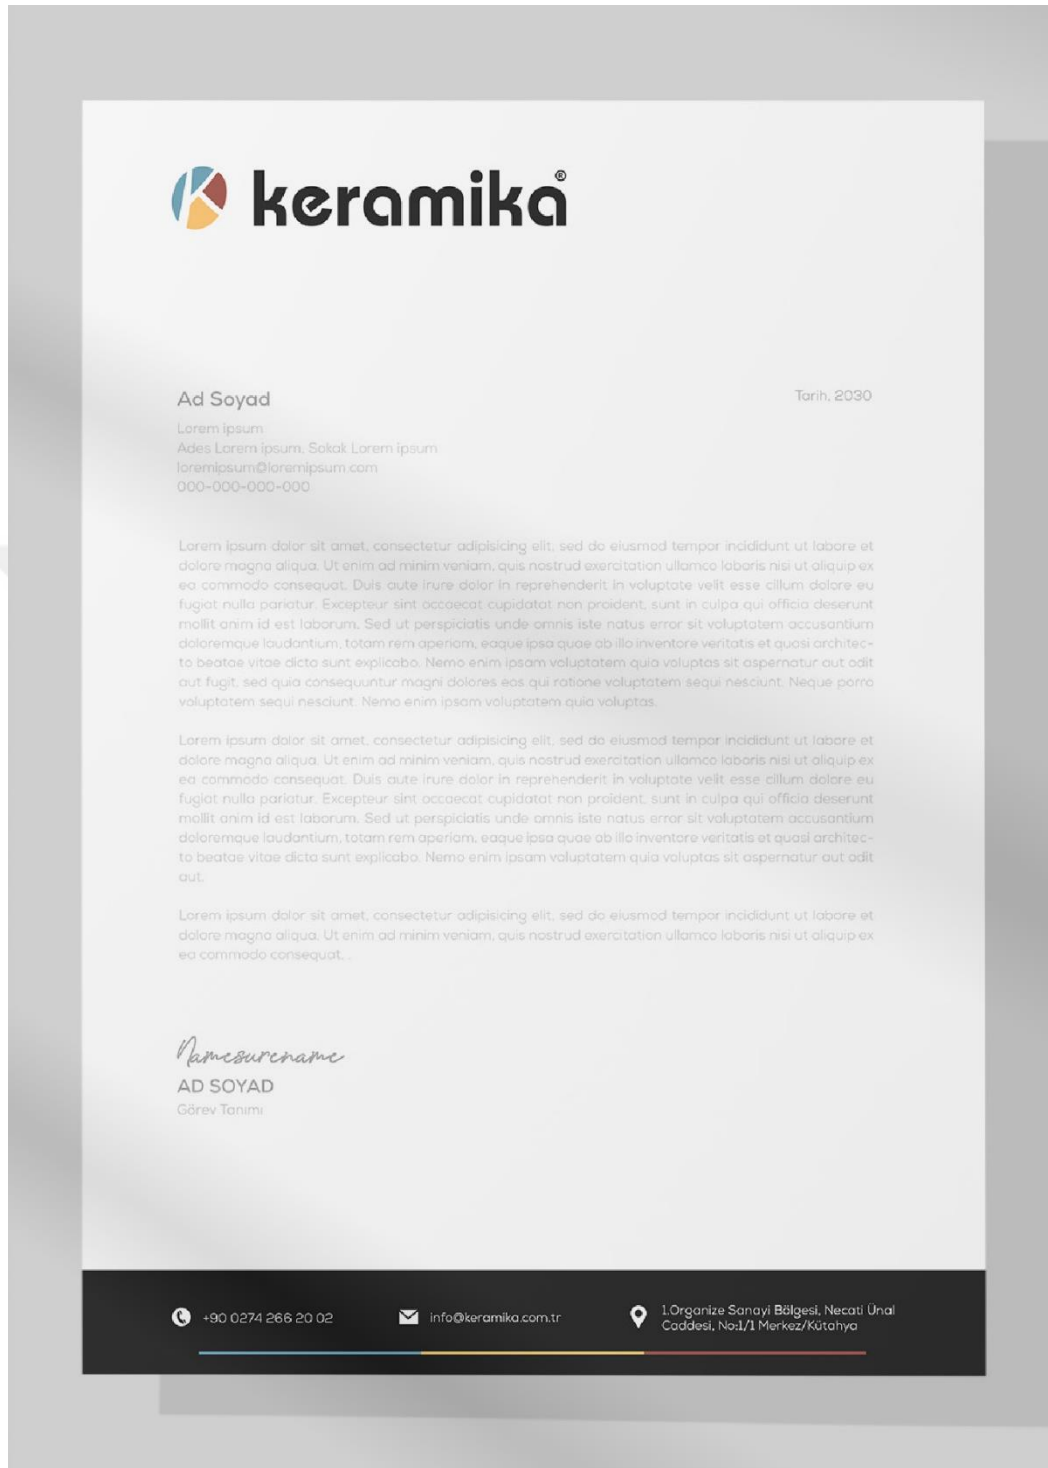 keramika®
Ad Soyad
Tarih, 2030
Lorem ipsum
Ades Lorem ipsum, Sokak Lorem ipsum
loremipsum@loremipsum.com
000-000-000-000
Lorem ipsum dolor sit amet, consectetur adipisicing elit, sed do eiusmod tempor incididunt ut labore et
dolore magna aliqua. Ut enim ad minim veniam, quis nostrud exercitation ullamco laboris nisi ut aliquip ex
ea commodo consequat. Duis aute irure dolor in reprehenderit in voluptate velit esse cillum dolore eu
fugiat nulla pariatur. Excepteur sint occaecat cupidatat non proident, sunt in culpa qui officia deserunt
mollit anim id est laborum. Sed ut perspiciatis unde omnis iste natus error sit voluptatem accusantium
doloremque laudantium, totam rem aperiam, eaque ipsa quae ab illo inventore veritatis et quasi architec-
to beatae vitae dicta sunt explicabo. Nemo enim ipsam voluptatem quia voluptas sit aspernatur aut odit
aut fugit, sed quia consequuntur magni dolores eos qui ratione voluptatem sequi nesciunt. Neque porro
voluptatem sequi nesciunt. Nemo enim ipsam voluptatem quia voluptas.
Lorem ipsum dolor sit amet, consectetur adipisicing elit, sed do eiusmod tempor incididunt ut labore et
dolore magna aliqua. Ut enim ad minim veniam, quis nostrud exercitation ullamco laboris nisi ut aliquip ex
ea commodo consequat. Duis aute irure dolor in reprehenderit in voluptate velit esse cillum dolore eu
fugiat nulla pariatur. Excepteur sint occaecat cupidatat non proident, sunt in culpa qui officia deserunt
mollit anim id est laborum. Sed ut perspiciatis unde omnis iste natus error sit voluptatem accusantium
doloremque laudantium, totam rem aperiam, eaque ipsa quae ab illo inventore veritatis et quasi architec-
to beatae vitae dicta sunt explicabo. Nemo enim ipsam voluptatem quia voluptas sit aspernatur aut odit
aut.
Lorem ipsum dolor sit amet, consectetur adipisicing elit, sed do eiusmod tempor incididunt ut labore et
dolore magna aliqua. Ut enim ad minim veniam, quis nostrud exercitation ullamco laboris nisi ut aliquip ex
ea commodo consequat. .
Namesurename
AD SOYAD
Görev Tanımı
+90 0274 266 20 02
info@keramika.com.tr
1.Organize Sanayi Bölgesi, Necati Ünal
Caddesi, No:1/1 Merkez/Kütahya